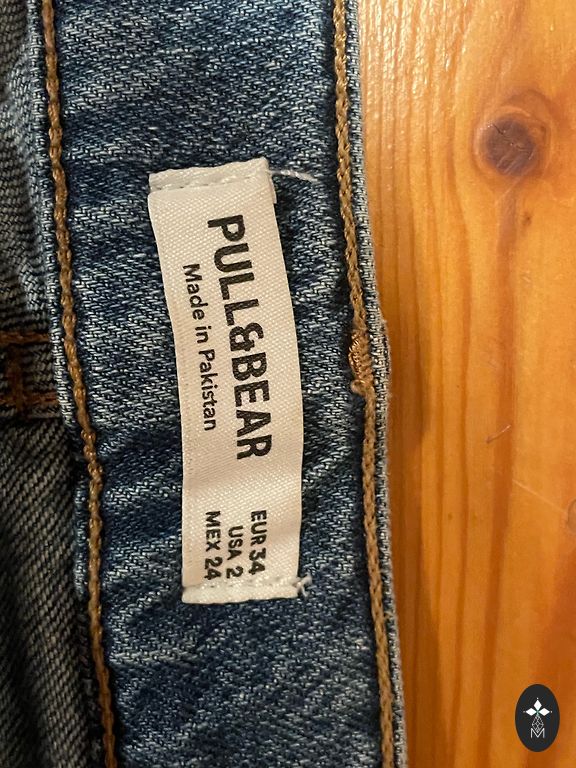 PULL&BEAR
Made in Pakistan
EUR 34
USA 2
MEX 24